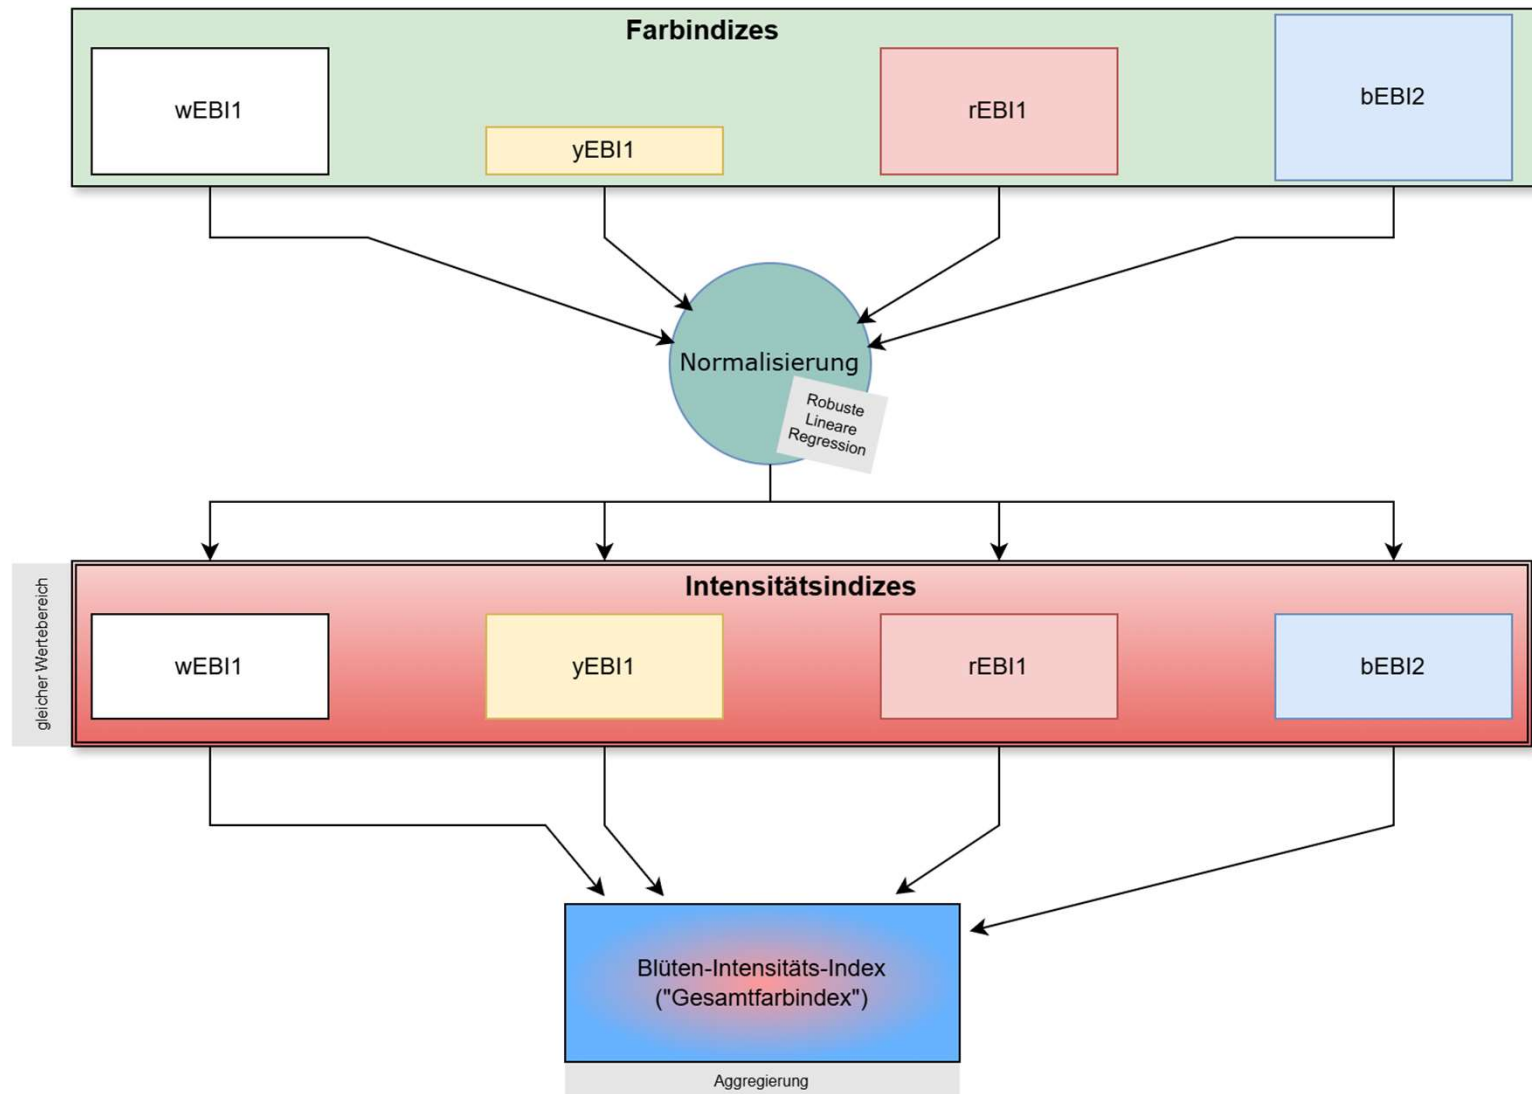 Farbindizes
wEBI1
yEBI1
rEBI1
bEBI2
Normalisierung
Robuste
Lineare
Regression
gleicher Wertebereich
Intensitätsindizes
wEBI1
yEBI1
rEBI1
bEBI2
Blüten-Intensitäts-Index
("Gesamtfarbindex")
Aggregierung